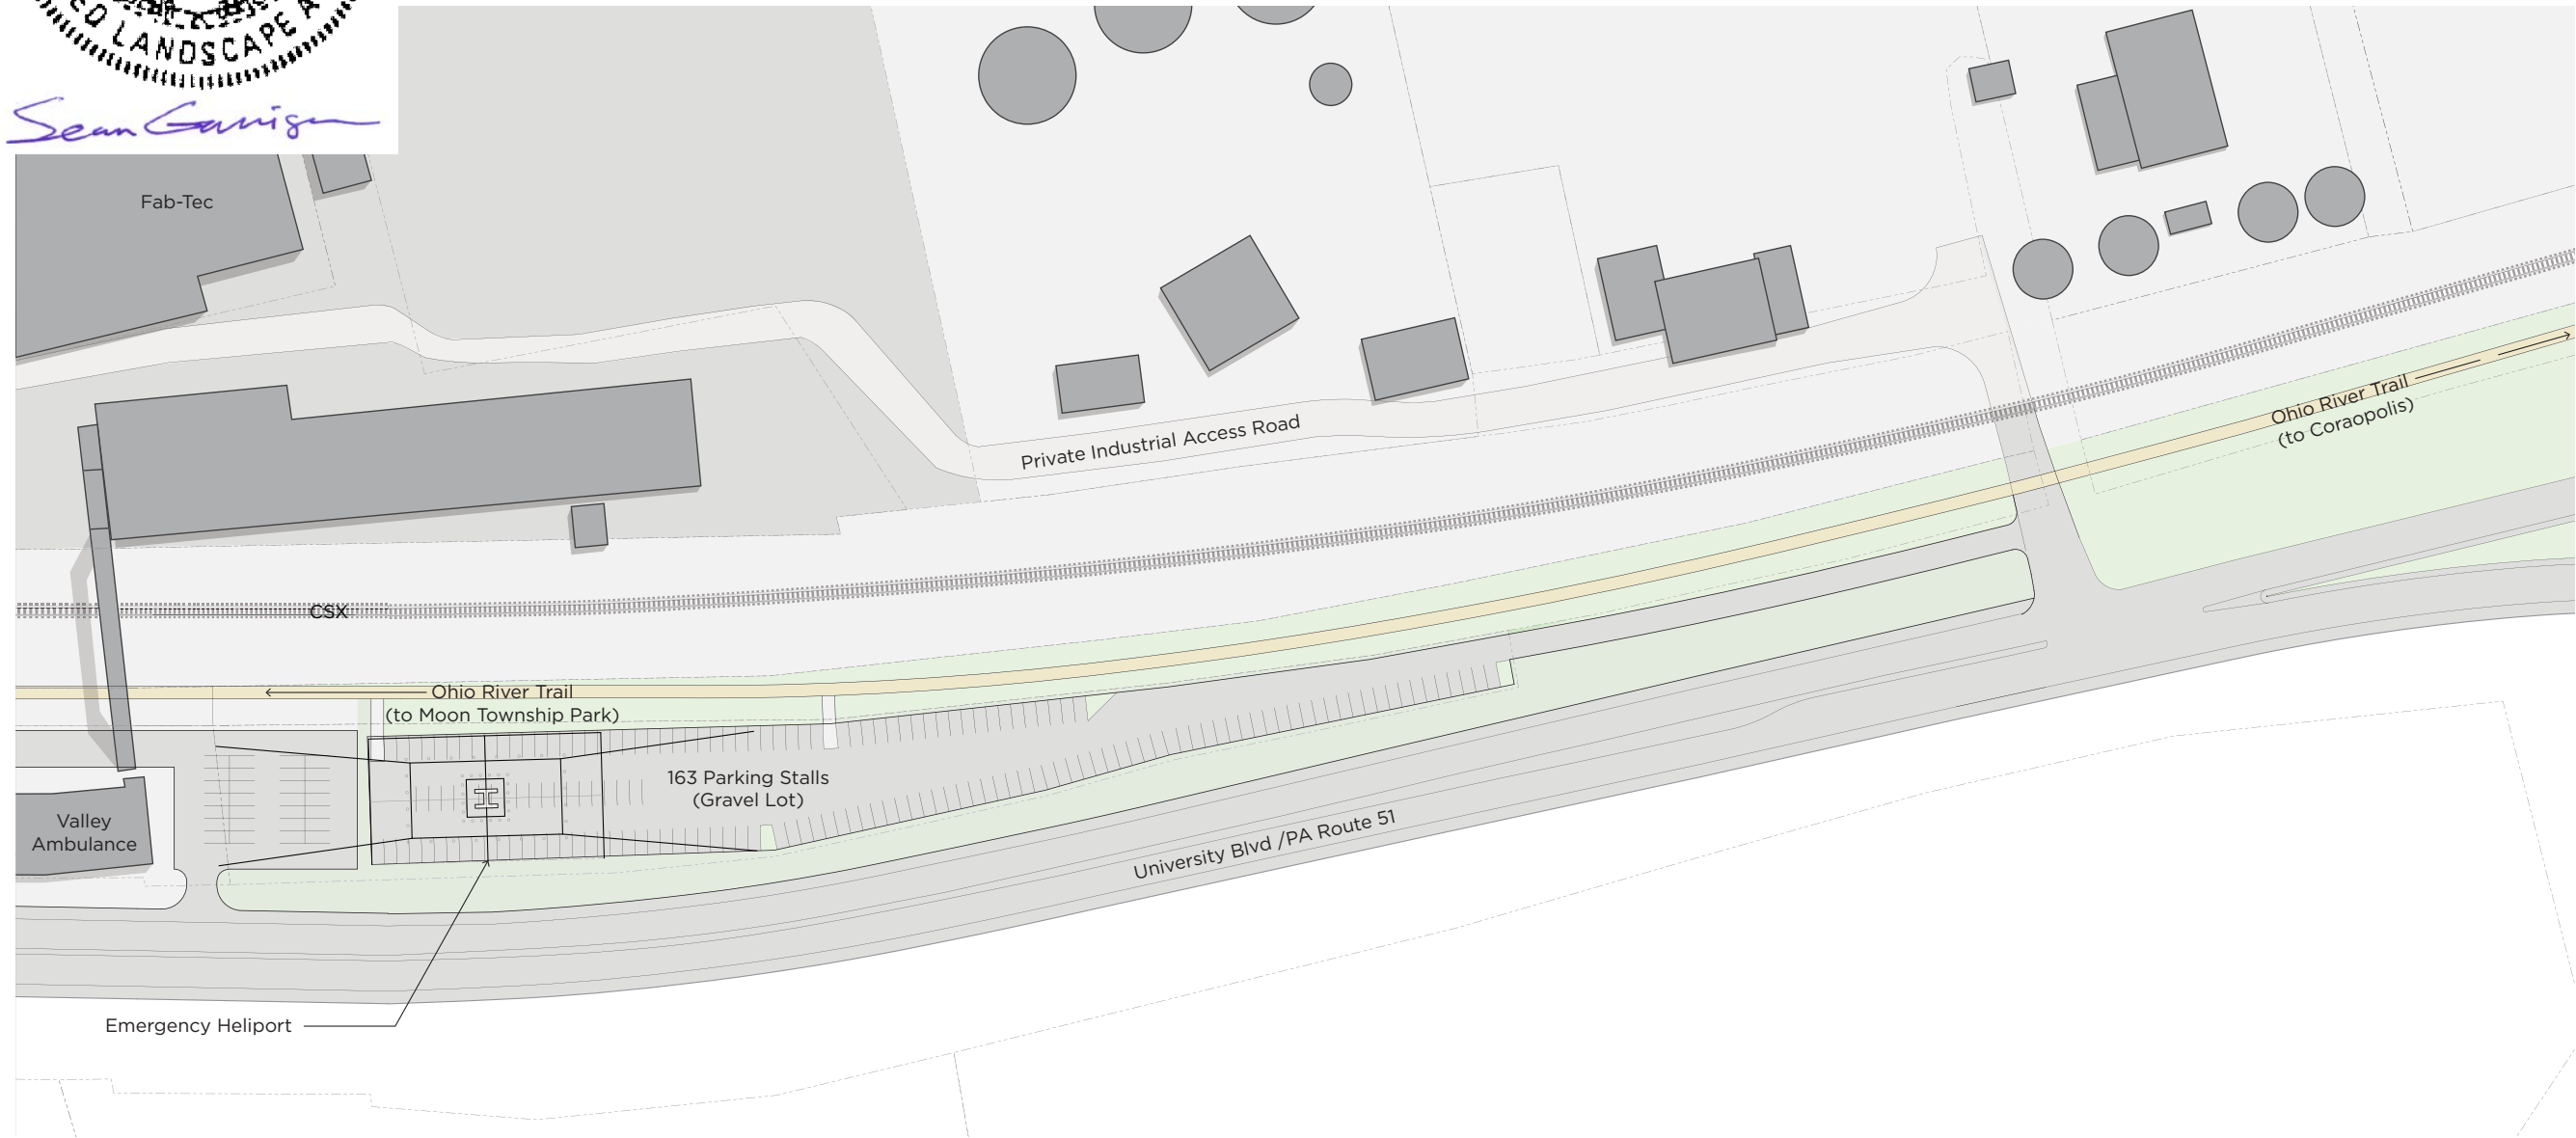 ED LANDSCAPE A
Sean Garrigan
Fab-Tec
Private Industrial Access Road
Ohio River Trail
(to Coraopolis)
CSX
Ohio River Trail
(to Moon Township Park)
163 Parking Stalls
(Gravel Lot)
H
Valley
Ambulance
University Blvd /PA Route 51
Emergency Heliport